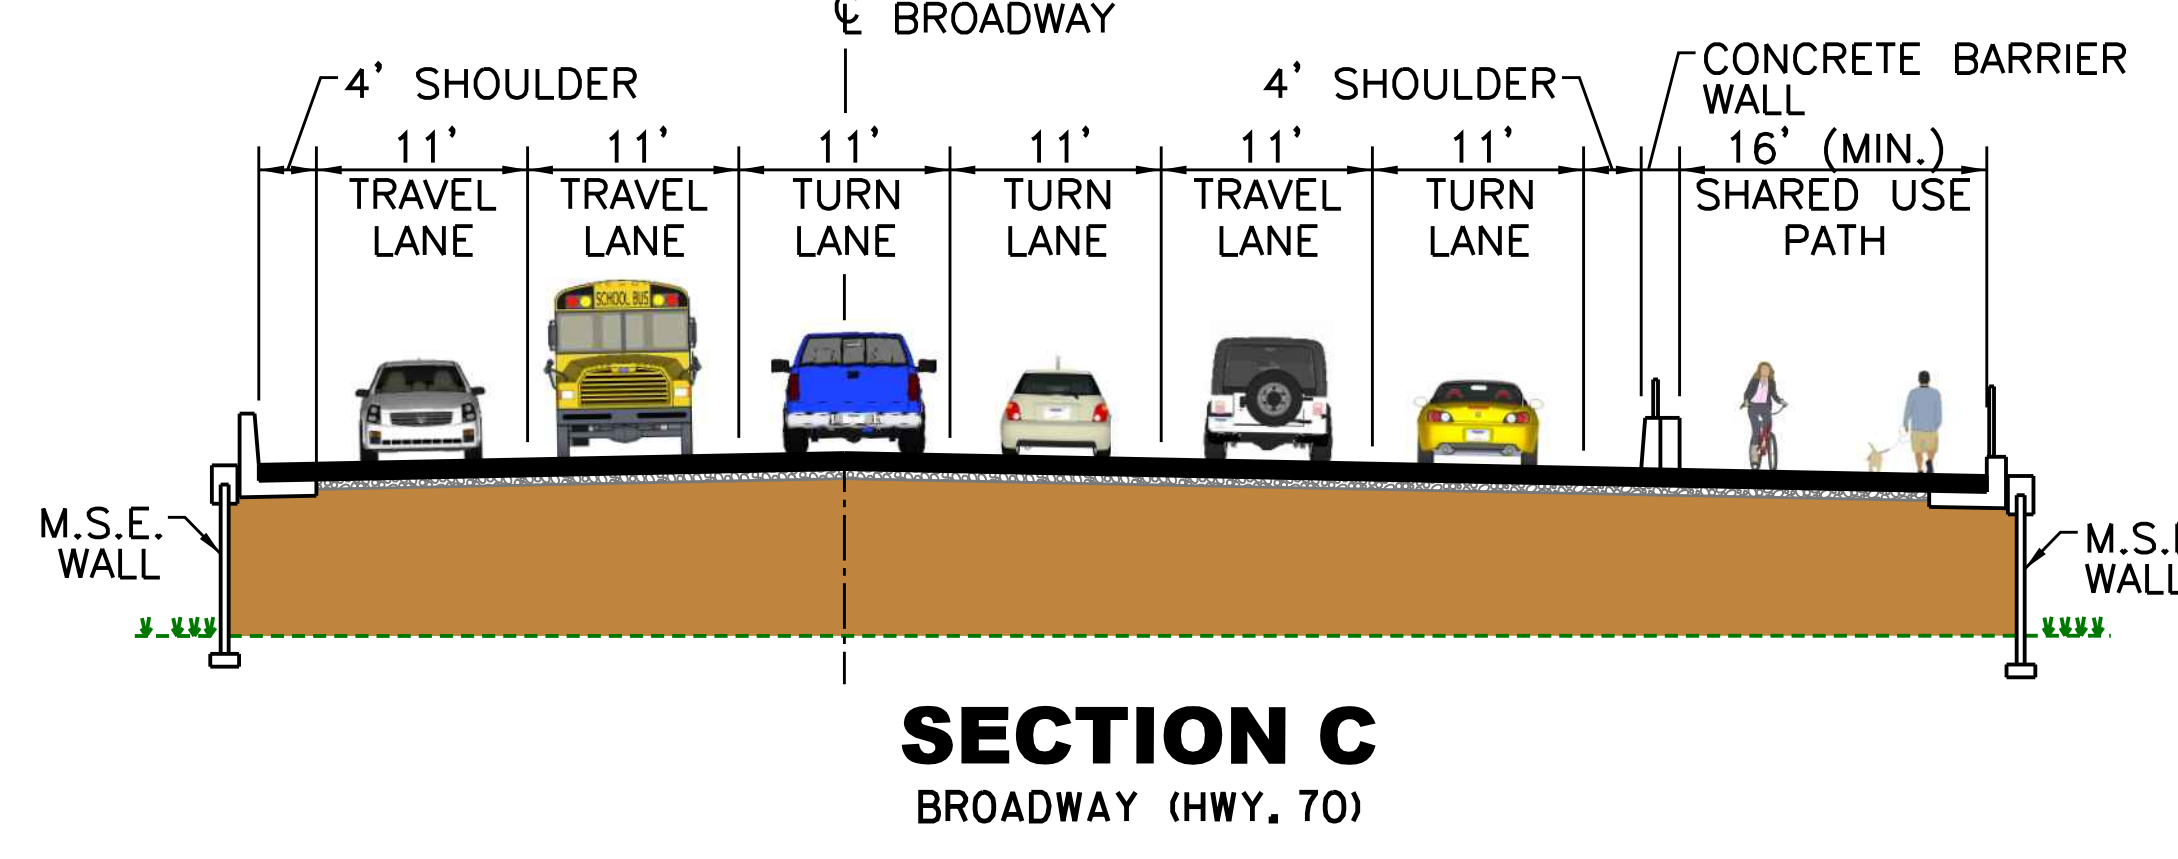 ℄ BROADWAY
4' SHOULDER
4' SHOULDER
CONCRETE BARRIER
WALL
11' 11' 11' 11' 11' 11' 16' (MIN.)
TRAVEL TRAVEL TURN TURN TRAVEL TURN SHARED USE
LANE LANE LANE LANE LANE LANE PATH
SCHOOL BUS
M.S.E.
WALL
M.S.E
WALL
SECTION C
BROADWAY (HWY. 70)